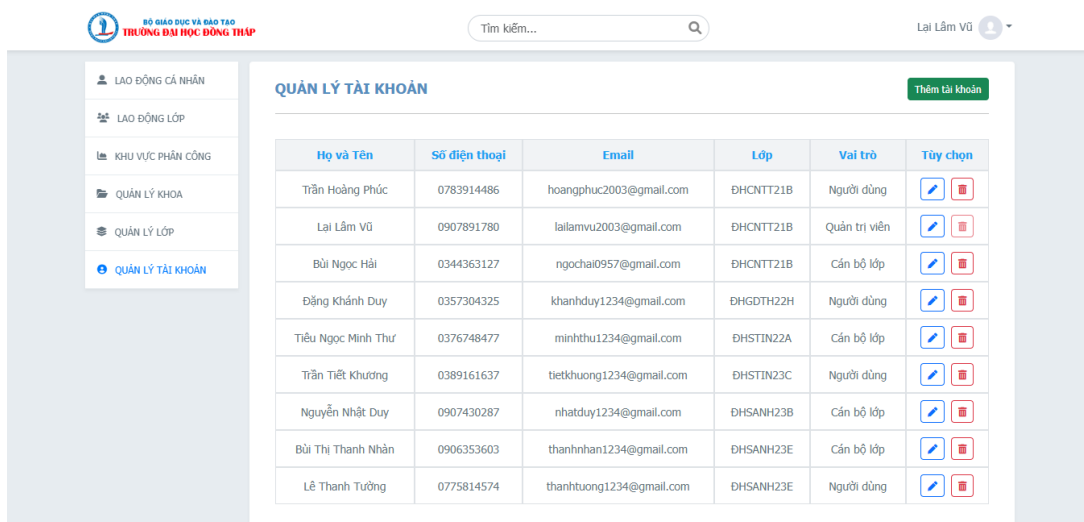 BỘ GIÁO DỤC VÀ ĐÀO TẠO
TRƯỜNG ĐẠI HỌC ĐỒNG THÁP
Tìm kiếm...
Lại Lâm Vũ
LAO ĐỘNG CÁ NHÂN
LAO ĐỘNG LỚP
KHU VỰC PHÂN CÔNG
QUẢN LÝ KHOA
QUẢN LÝ LỚP
QUẢN LÝ TÀI KHOẢN
QUẢN LÝ TÀI KHOẢN
Thêm tài khoản
Họ và Tên Số điện thoại Email Lớp Vai trò Tùy chọn
Trần Hoàng Phúc 0783914486 hoangphuc2003@gmail.com ĐHCNTT21B Người dùng
Lại Lâm Vũ 0907891780 lailamvu2003@gmail.com ĐHCNTT21B Quản trị viên
Bùi Ngọc Hải 0344363127 ngochai0957@gmail.com ĐHCNTT21B Cán bộ lớp
Đặng Khánh Duy 0357304325 khanhduy1234@gmail.com ĐHGDTH22H Người dùng
Tiêu Ngọc Minh Thư 0376748477 minhthu1234@gmail.com ĐHSTIN22A Cán bộ lớp
Trần Tiết Khương 0389161637 tietkhuong1234@gmail.com ĐHSTIN23C Người dùng
Nguyễn Nhật Duy 0907430287 nhatduy1234@gmail.com ĐHSANH23B Cán bộ lớp
Bùi Thị Thanh Nhàn 0906353603 thanhnhan1234@gmail.com ĐHSANH23E Cán bộ lớp
Lê Thanh Tường 0775814574 thanhtuong1234@gmail.com ĐHSANH23E Người dùng